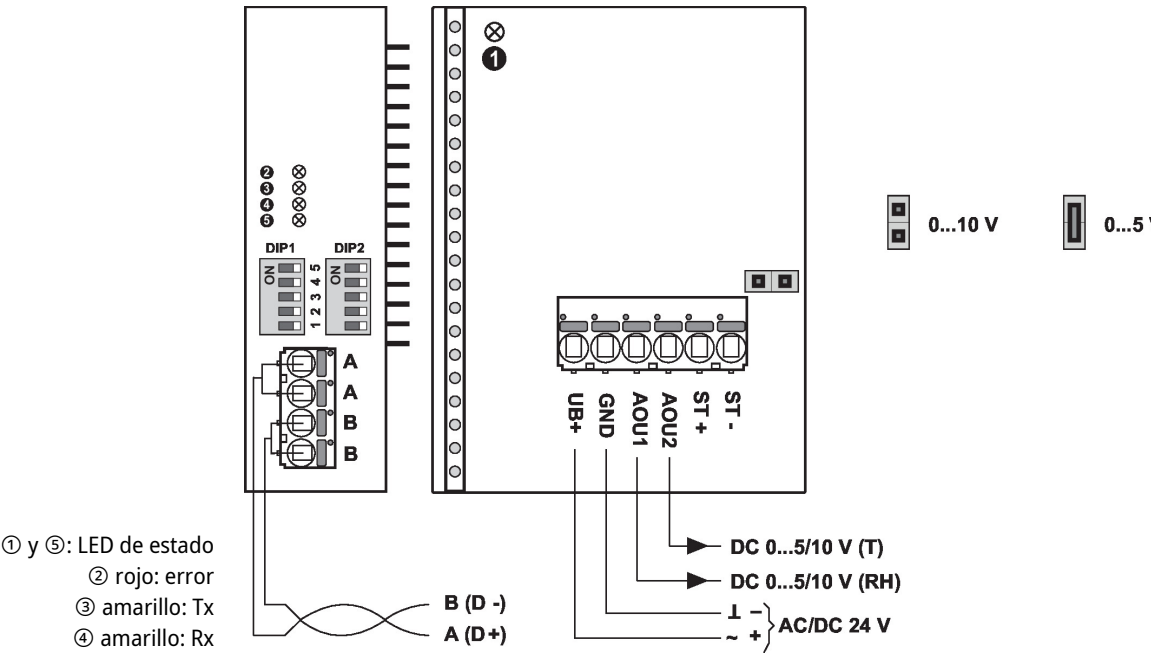 ❶
❷
❸
❹
❺
DIP1
DIP2
ON
ON
1 2 3 4 5
A
A
B
B
UB+
GND
AOU1
AOU2
ST +
ST -
0...10 V
0...5 V
DC 0...5/10 V (T)
DC 0...5/10 V (RH)
⊥ −
~ +
AC/DC 24 V
B (D -)
A (D+)
① y ⑤: LED de estado
② rojo: error
③ amarillo: Tx
④ amarillo: Rx